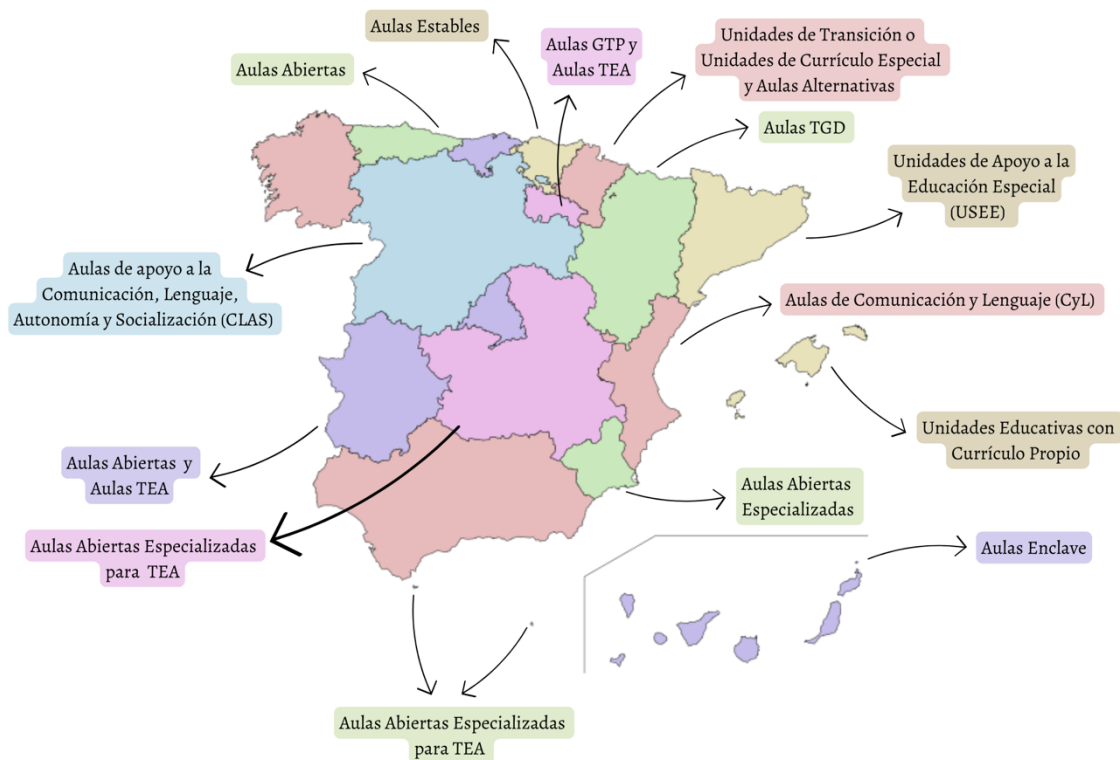 Aulas Estables
Aulas GTP y
Aulas TEA
Unidades de Transición o
Unidades de Currículo Especial
y Aulas Alternativas
Aulas Abiertas
Aulas TGD
Unidades de Apoyo a la
Educación Especial
(USEE)
Aulas de apoyo a la
Comunicación, Lenguaje,
Autonomía y Socialización (CLAS)
Aulas de Comunicación y Lenguaje (CyL)
Unidades Educativas con
Currículo Propio
Aulas Abiertas y
Aulas TEA
Aulas Abiertas
Especializadas
Aulas Abiertas Especializadas
para TEA
Aulas Enclave
Aulas Abiertas Especializadas
para TEA